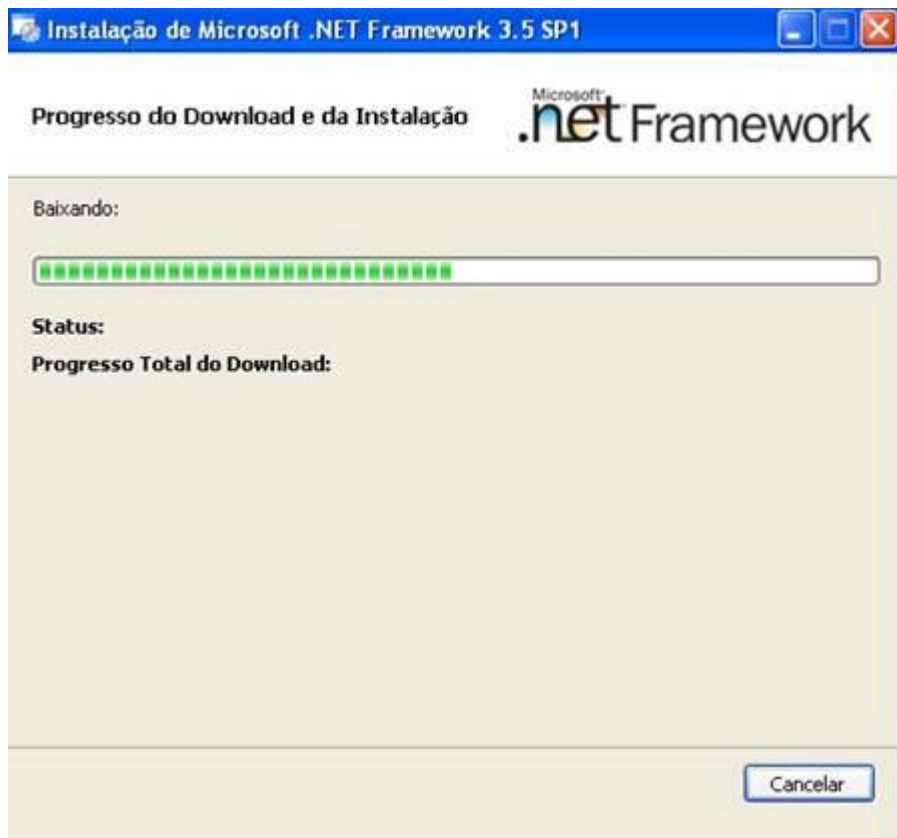 Instalação de Microsoft .NET Framework 3.5 SP1
Progresso do Download e da Instalação
Microsoft
.net Framework
Baixando:
Status:
Progresso Total do Download:
Cancelar